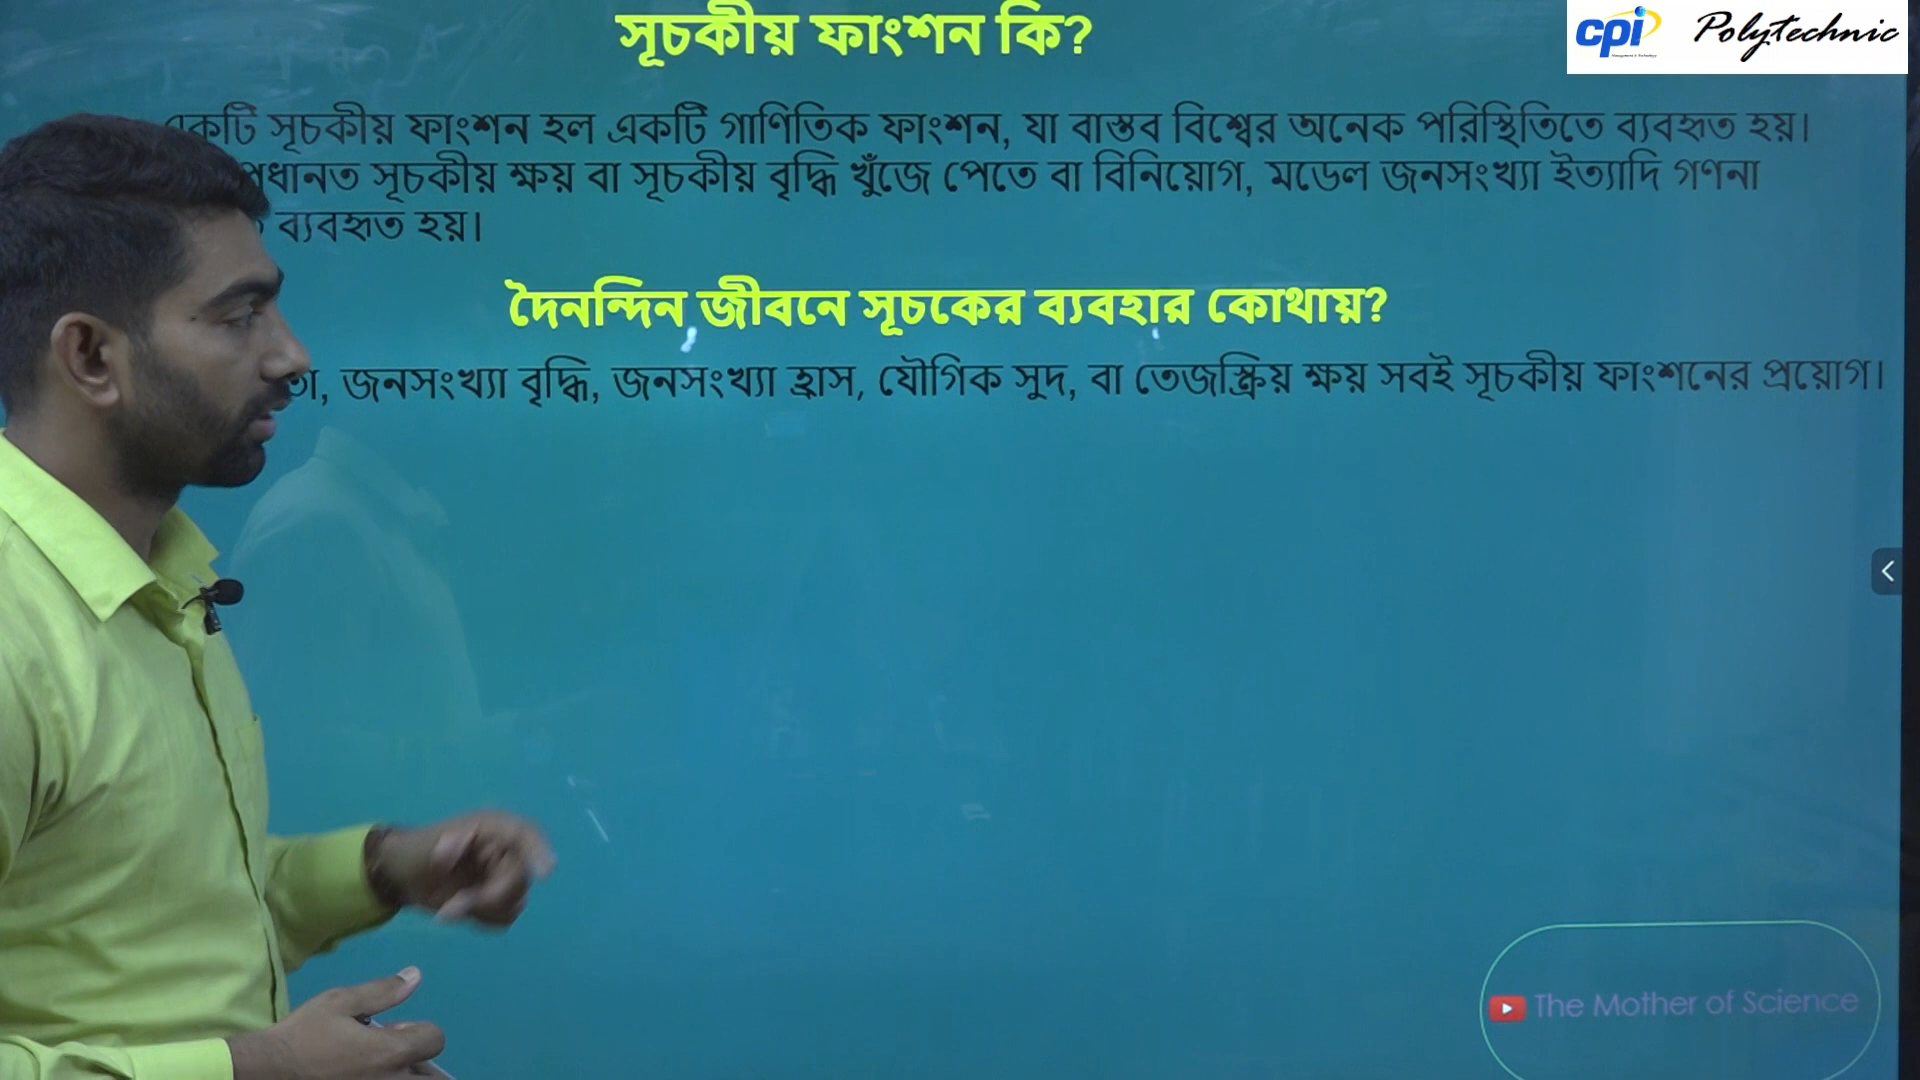 সূচকীয় ফাংশন কি?
cpi Polytechnic
একটি সূচকীয় ফাংশন হল একটি গাণিতিক ফাংশন, যা বাস্তব বিশ্বের অনেক পরিস্থিতিতে ব্যবহৃত হয়।
প্রধানত সূচকীয় ক্ষয় বা সূচকীয় বৃদ্ধি খুঁজে পেতে বা বিনিয়োগ, মডেল জনসংখ্যা ইত্যাদি গণনা
ব্যবহৃত হয়।
দৈনন্দিন জীবনে সূচকের ব্যবহার কোথায়?
জনসংখ্যা বৃদ্ধি, জনসংখ্যা হ্রাস, যৌগিক সুদ, বা তেজস্ক্রিয় ক্ষয় সবই সূচকীয় ফাংশনের প্রয়োগ।
The Mother of Science